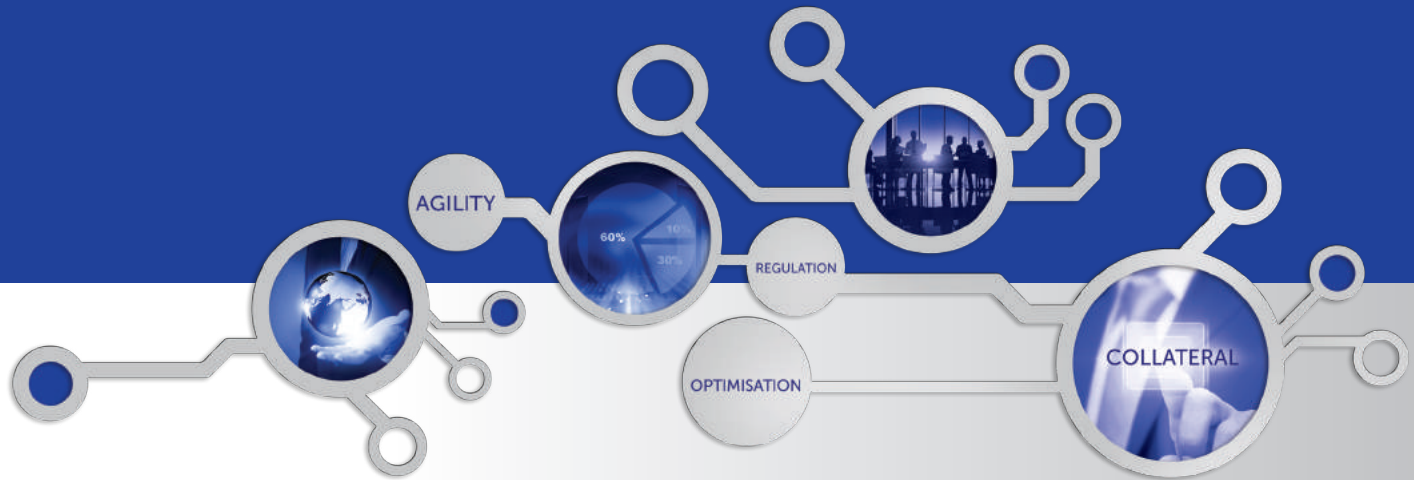 AGILITY
60%
10%
30%
REGULATION
OPTIMISATION
COLLATERAL